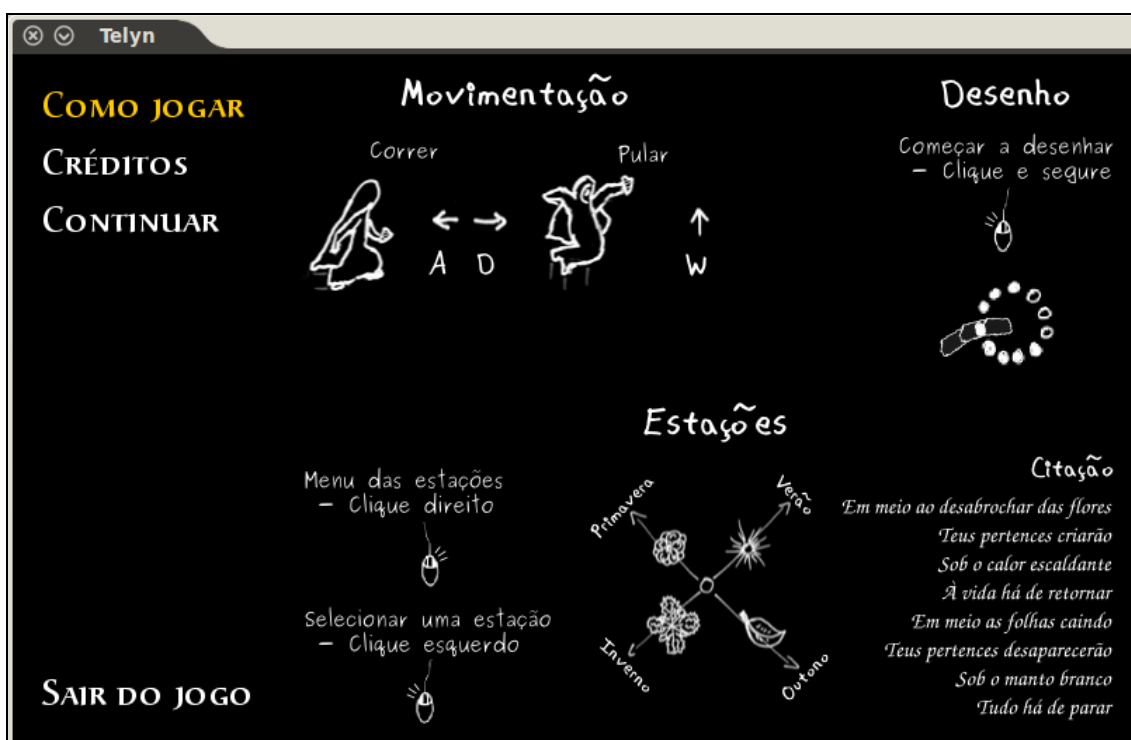 Telyn
Como jogar
Créditos
Continuar
Sair do jogo
Movimentação
Correr
A D
Pular
W
Desenho
Começar a desenhar
- Clique e segure
Estações
Menu das estações
- Clique direito
Selecionar uma estação
- Clique esquerdo
Primavera
Verão
Inverno
Outono
Citação
Em meio ao desabrochar das flores
Teus pertences criarão
Sob o calor escaldante
À vida há de retornar
Em meio as folhas caindo
Teus pertences desaparecerão
Sob o manto branco
Tudo há de parar